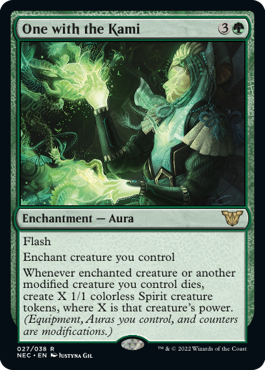 One with the Kami 3
Enchantment — Aura
Flash
Enchant creature you control
Whenever enchanted creature or another
modified creature you control dies,
create X 1/1 colorless Spirit creature
tokens, where X is that creature's power.
(Equipment, Auras you control, and counters
are modifications.)
027/038 R
NEC • EN Justyna Gil ™ & © 2022 Wizards of the Coast